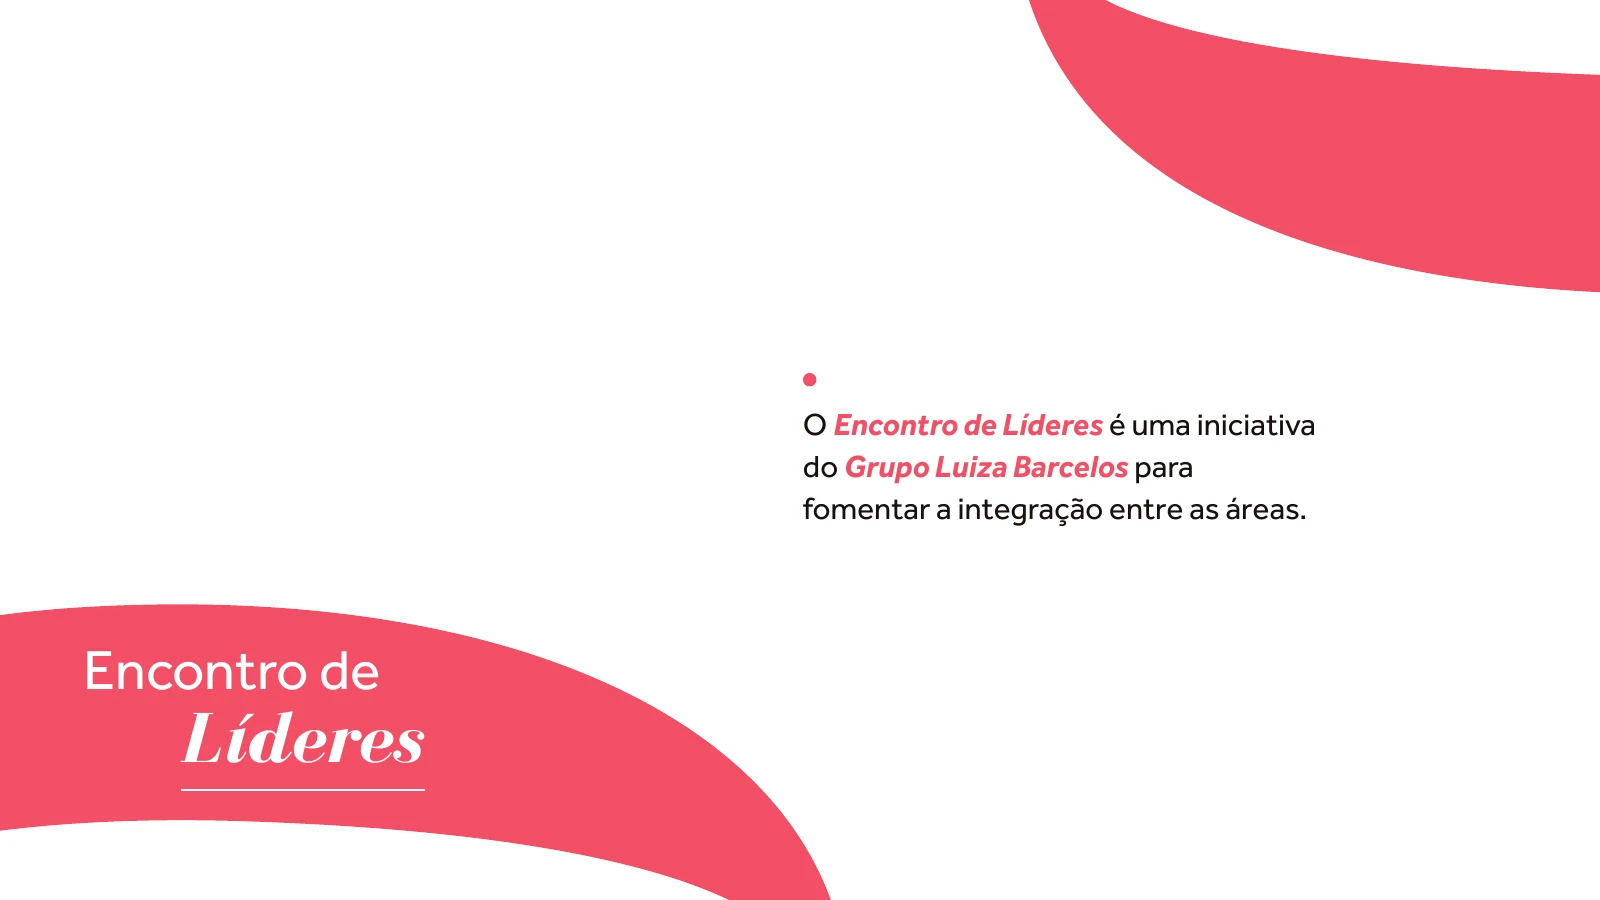 O Encontro de Líderes é uma iniciativa
do Grupo Luiza Barcelos para
fomentar a integração entre as áreas.
Encontro de
Líderes